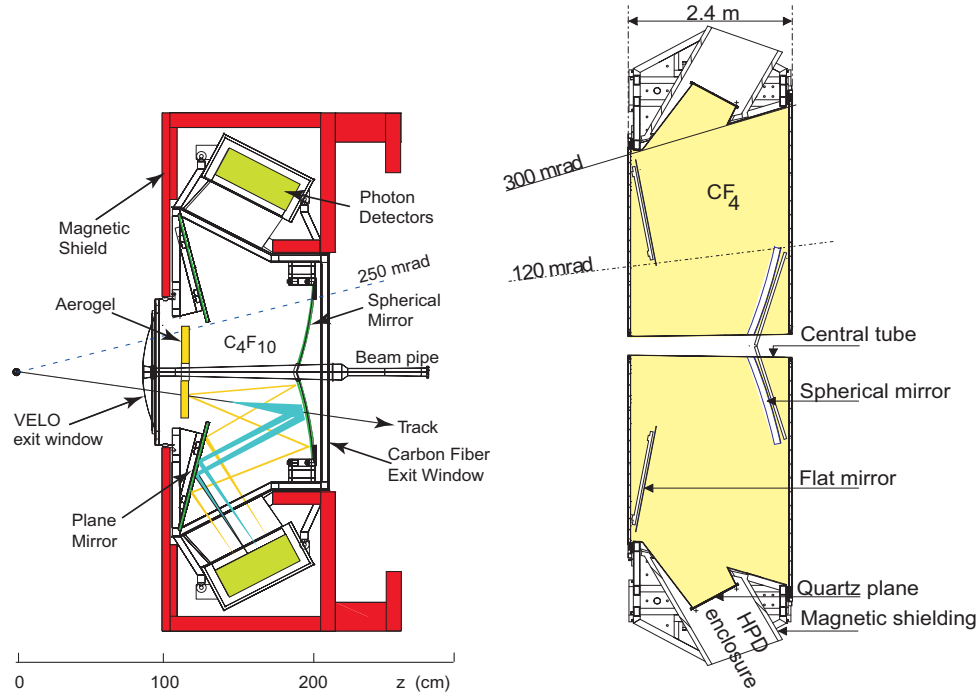 Magnetic
Shield
Aerogel
VELO
exit window
Plane
Mirror
C4F10
250 mrad
Photon
Detectors
Spherical
Mirror
Beam pipe
Track
Carbon Fiber
Exit Window
0
100
200
z (cm)
2.4 m
300 mrad
CF4
120 mrad
Central tube
Spherical mirror
Flat mirror
Quartz plane
Magnetic shielding
HPD
enclosure